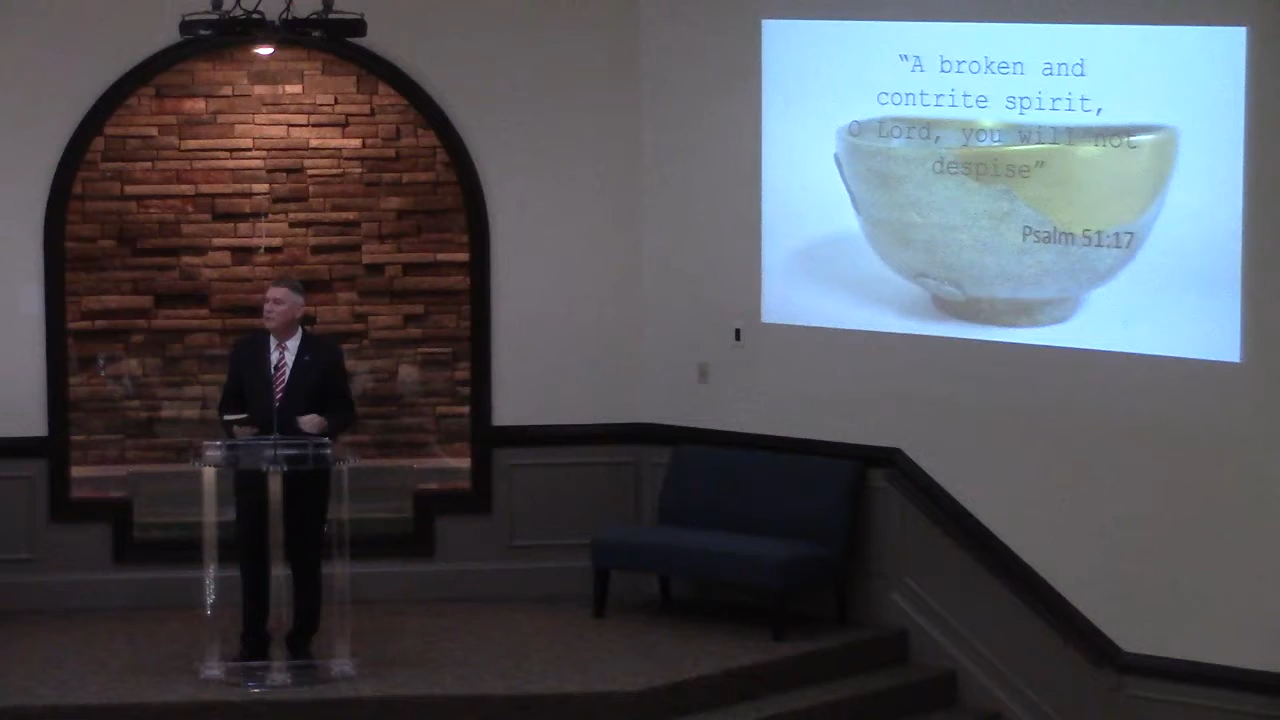 “A broken and
contrite spirit,
O Lord, you will not
despise”
Psalm 51:17